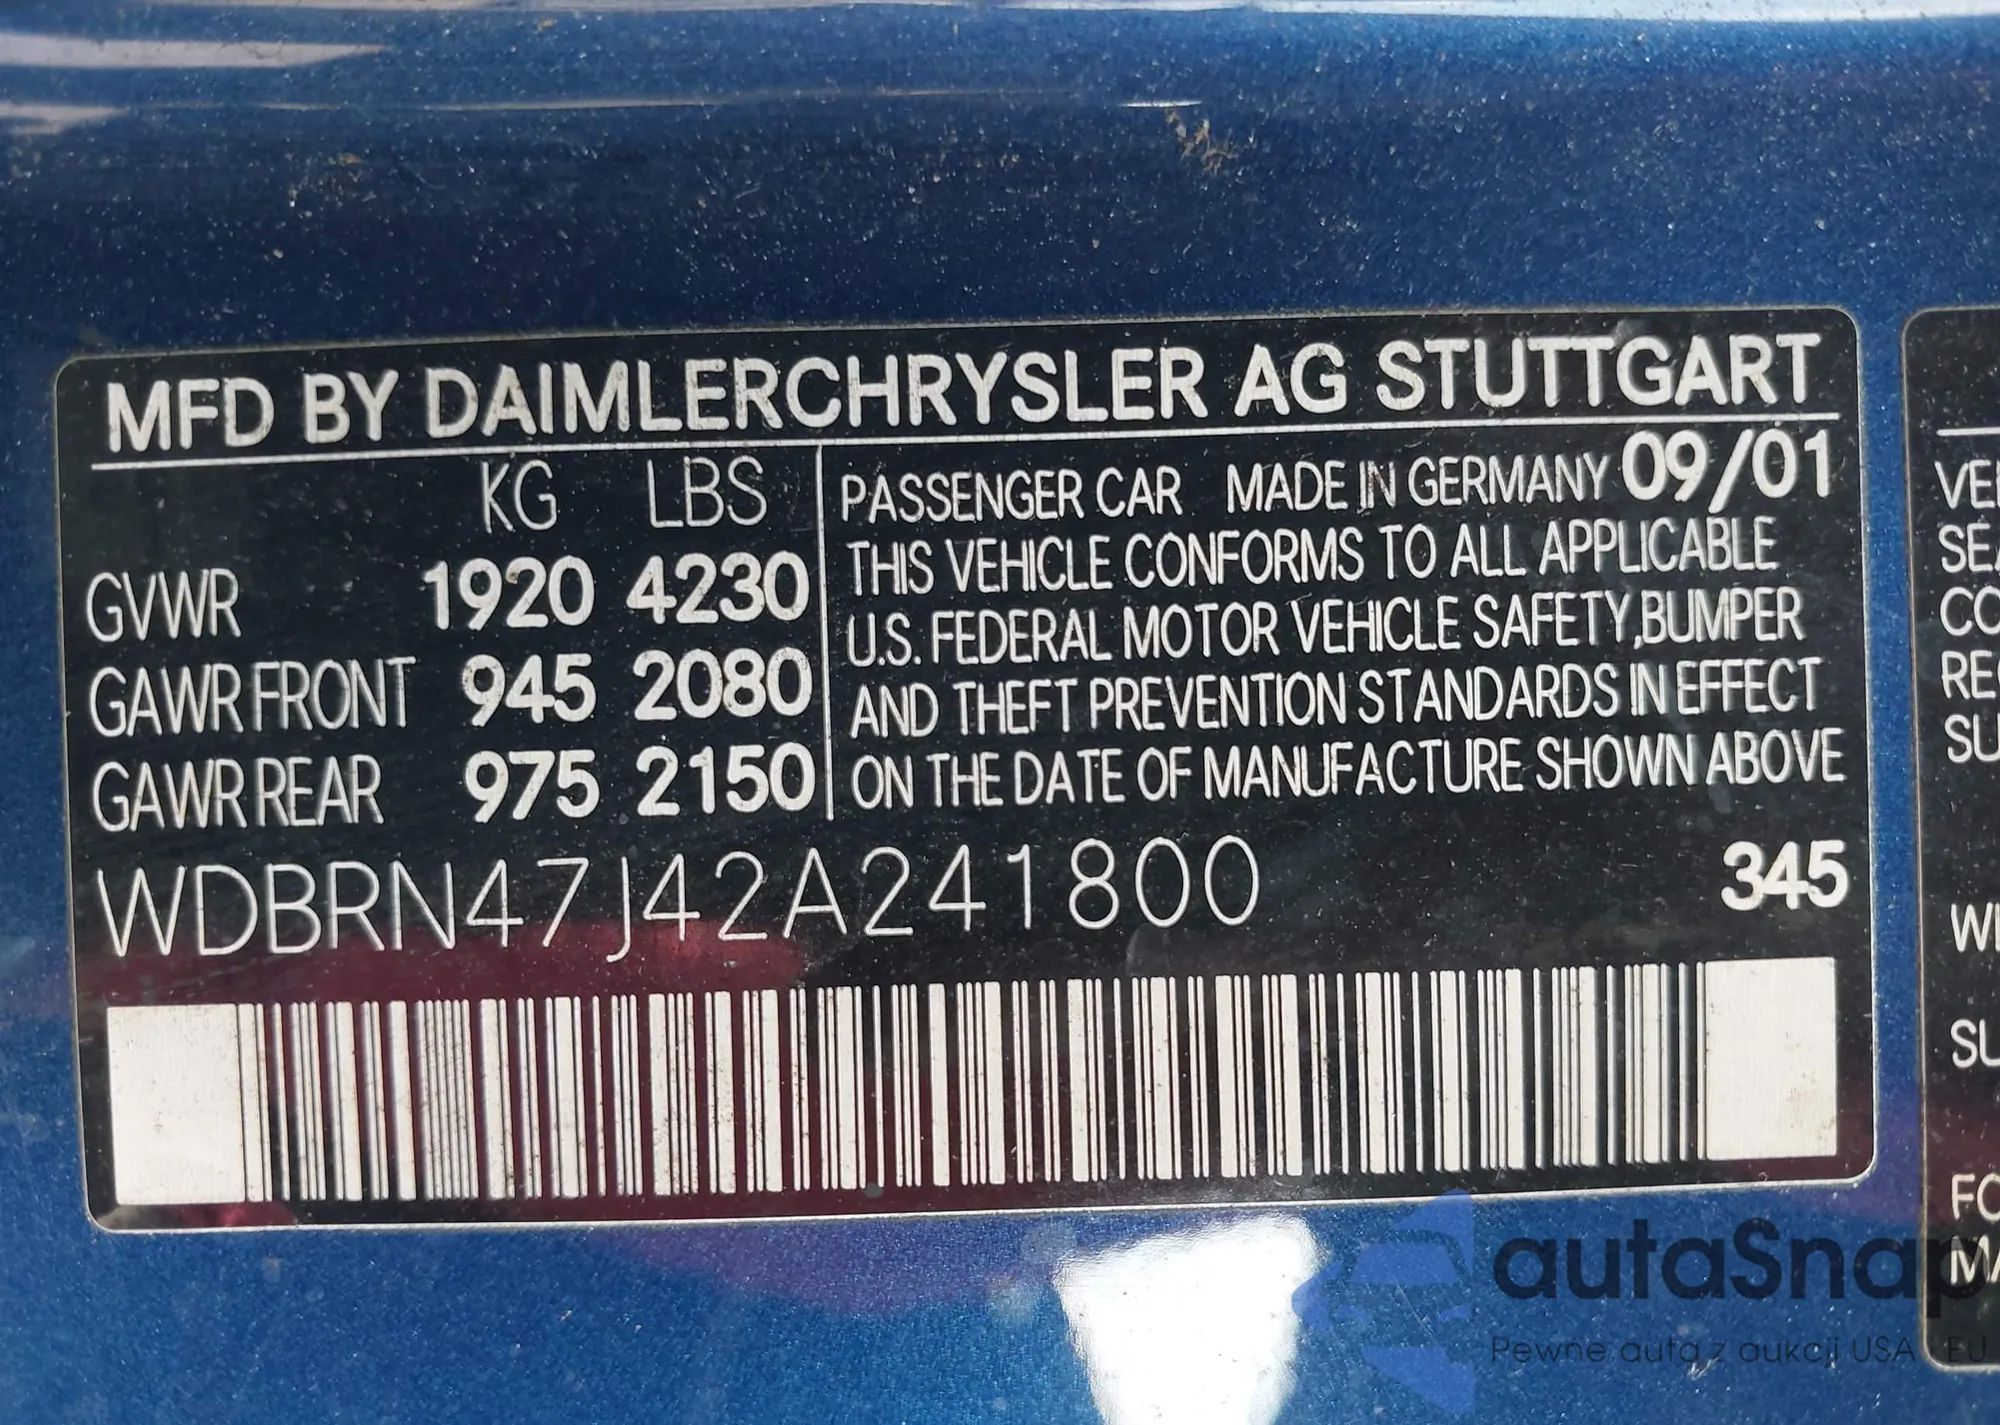 MFD BY DAIMLERCHRYSLER AG STUTTGART
KG LBS
GVWR 1920 4230
GAWR FRONT 945 2080
GAWR REAR 975 2150
PASSENGER CAR MADE IN GERMANY 09/01
THIS VEHICLE CONFORMS TO ALL APPLICABLE
U.S. FEDERAL MOTOR VEHICLE SAFETY,BUMPER
AND THEFT PREVENTION STANDARDS IN EFFECT
ON THE DATE OF MANUFACTURE SHOWN ABOVE
WDBRN47J42A241800 345
autaSnap
Pewne auta z aukcji USA i EU